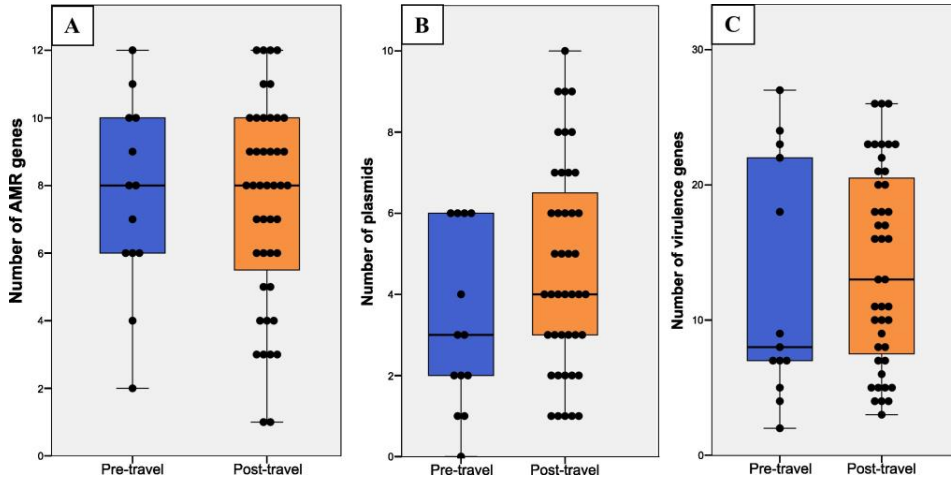 A
Number of AMR genes
12
10
8
6
4
2
0
Pre-travel
Post-travel
B
Number of plasmids
10
8
6
4
2
0
Pre-travel
Post-travel
C
Number of virulence genes
30
20
10
0
Pre-travel
Post-travel